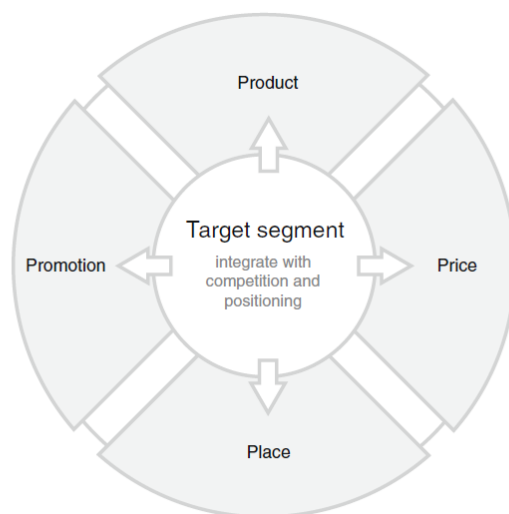 Product
Target segment
integrate with
competition and
positioning
Promotion
Price
Place